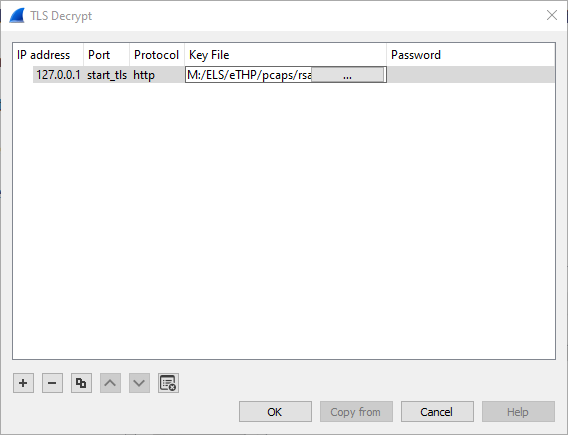 TLS Decrypt
IP address Port Protocol Key File Password
127.0.0.1 start_tls http M:/ELS/eTHP/pcaps/rsa ...
OK Copy from Cancel Help